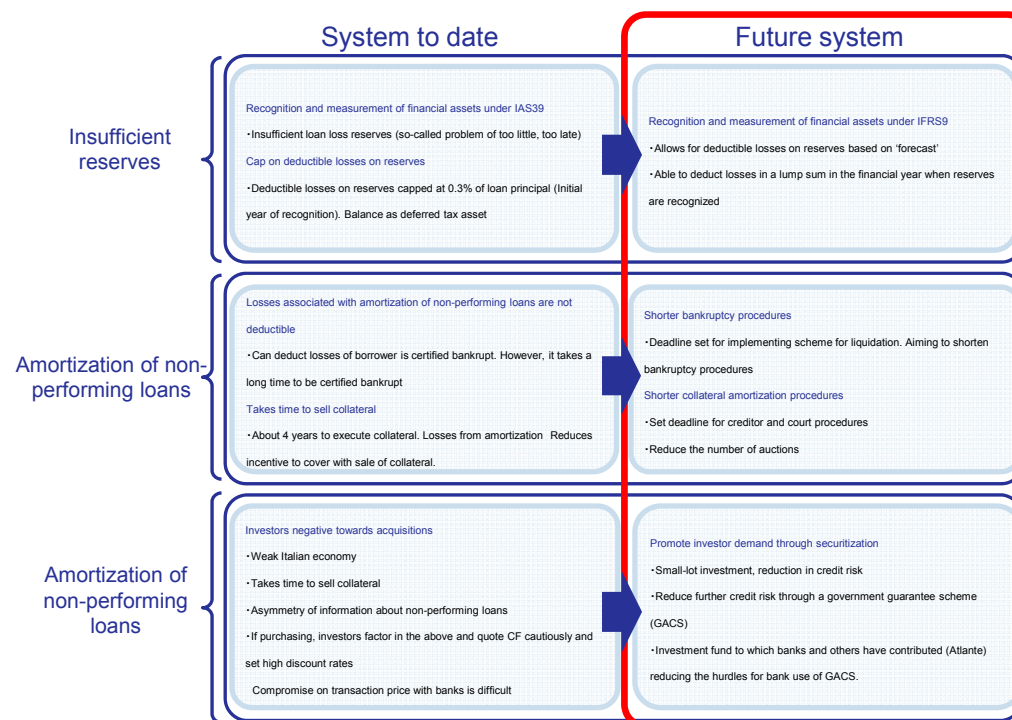 System to date
Future system
Insufficient
reserves
Recognition and measurement of financial assets under IAS39
・Insufficient loan loss reserves (so-called problem of too little, too late)
Cap on deductible losses on reserves
・Deductible losses on reserves capped at 0.3% of loan principal (Initial
year of recognition). Balance as deferred tax asset
Recognition and measurement of financial assets under IFRS9
・Allows for deductible losses on reserves based on ‘forecast’
・Able to deduct losses in a lump sum in the financial year when reserves
are recognized
Amortization of non-
performing loans
Losses associated with amortization of non-performing loans are not
deductible
・Can deduct losses of borrower is certified bankrupt. However, it takes a
long time to be certified bankrupt
Takes time to sell collateral
・About 4 years to execute collateral. Losses from amortization Reduces
incentive to cover with sale of collateral.
Shorter bankruptcy procedures
・Deadline set for implementing scheme for liquidation. Aiming to shorten
bankruptcy procedures
Shorter collateral amortization procedures
・Set deadline for creditor and court procedures
・Reduce the number of auctions
Amortization of
non-performing
loans
Investors negative towards acquisitions
・Weak Italian economy
・Takes time to sell collateral
・Asymmetry of information about non-performing loans
・If purchasing, investors factor in the above and quote CF cautiously and
set high discount rates
Compromise on transaction price with banks is difficult
Promote investor demand through securitization
・Small-lot investment, reduction in credit risk
・Reduce further credit risk through a government guarantee scheme
(GACS)
・Investment fund to which banks and others have contributed (Atlante)
reducing the hurdles for bank use of GACS.